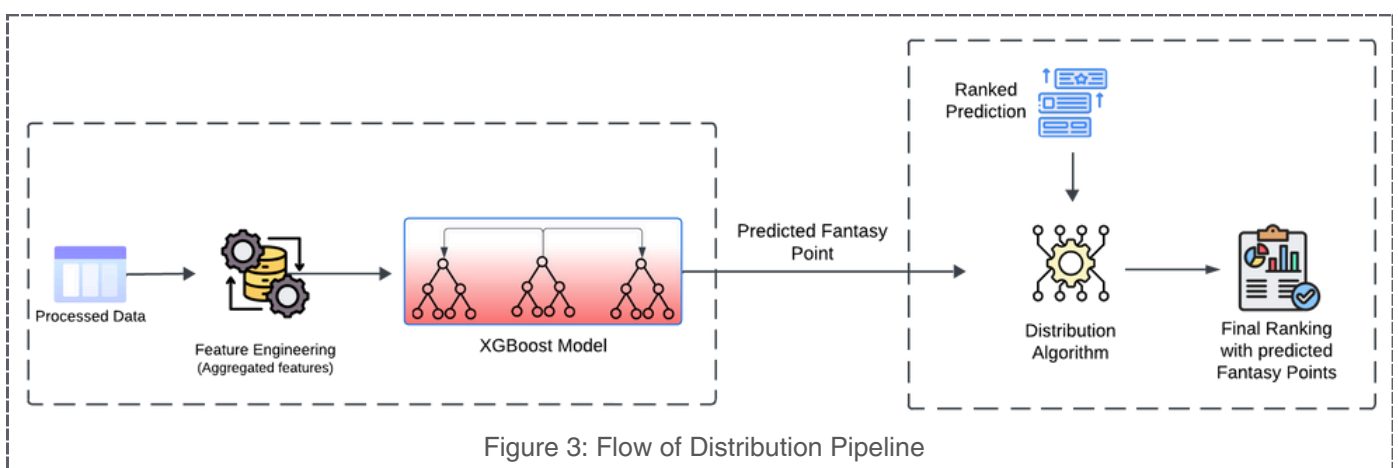 Processed Data
Feature Engineering
(Aggregated features)
XGBoost Model
Predicted Fantasy
Point
Ranked
Prediction
Distribution
Algorithm
Final Ranking
with predicted
Fantasy Points
Figure 3: Flow of Distribution Pipeline